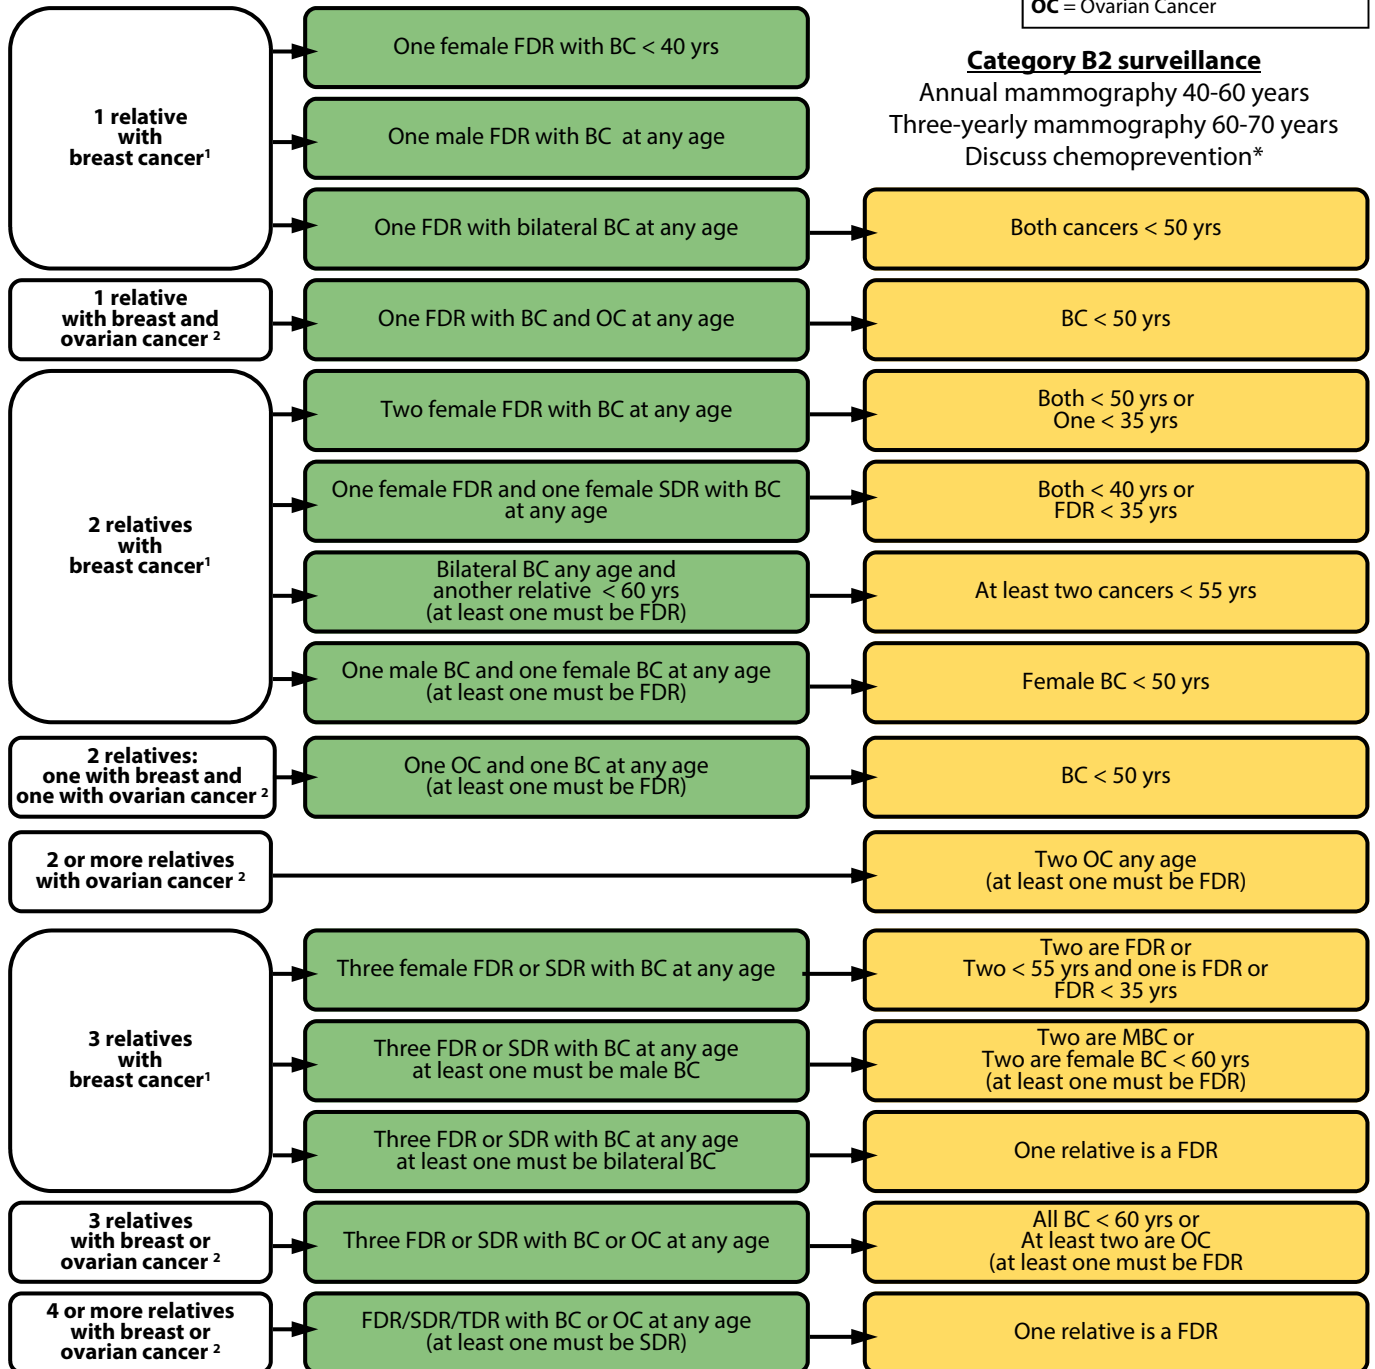 OC = Ovarian Cancer
Category B2 surveillance
Annual mammography 40-60 years
Three-yearly mammography 60-70 years
Discuss chemoprevention*
1 relative
with
breast cancer¹
One female FDR with BC < 40 yrs
One male FDR with BC at any age
One FDR with bilateral BC at any age
Both cancers < 50 yrs
1 relative
with breast and
ovarian cancer ²
One FDR with BC and OC at any age
BC < 50 yrs
2 relatives
with
breast cancer¹
Two female FDR with BC at any age
Both < 50 yrs or
One < 35 yrs
One female FDR and one female SDR with BC
at any age
Both < 40 yrs or
FDR < 35 yrs
Bilateral BC any age and
another relative < 60 yrs
(at least one must be FDR)
At least two cancers < 55 yrs
One male BC and one female BC at any age
(at least one must be FDR)
Female BC < 50 yrs
2 relatives:
one with breast and
one with ovarian cancer ²
One OC and one BC at any age
(at least one must be FDR)
BC < 50 yrs
2 or more relatives
with ovarian cancer ²
Two OC any age
(at least one must be FDR)
3 relatives
with
breast cancer¹
Three female FDR or SDR with BC at any age
Two are FDR or
Two < 55 yrs and one is FDR or
FDR < 35 yrs
Three FDR or SDR with BC at any age
at least one must be male BC
Two are MBC or
Two are female BC < 60 yrs
(at least one must be FDR)
Three FDR or SDR with BC at any age
at least one must be bilateral BC
One relative is a FDR
3 relatives
with breast or
ovarian cancer ²
Three FDR or SDR with BC or OC at any age
All BC < 60 yrs or
At least two are OC
(at least one must be FDR
4 or more relatives
with breast or
ovarian cancer ²
FDR/SDR/TDR with BC or OC at any age
(at least one must be SDR)
One relative is a FDR